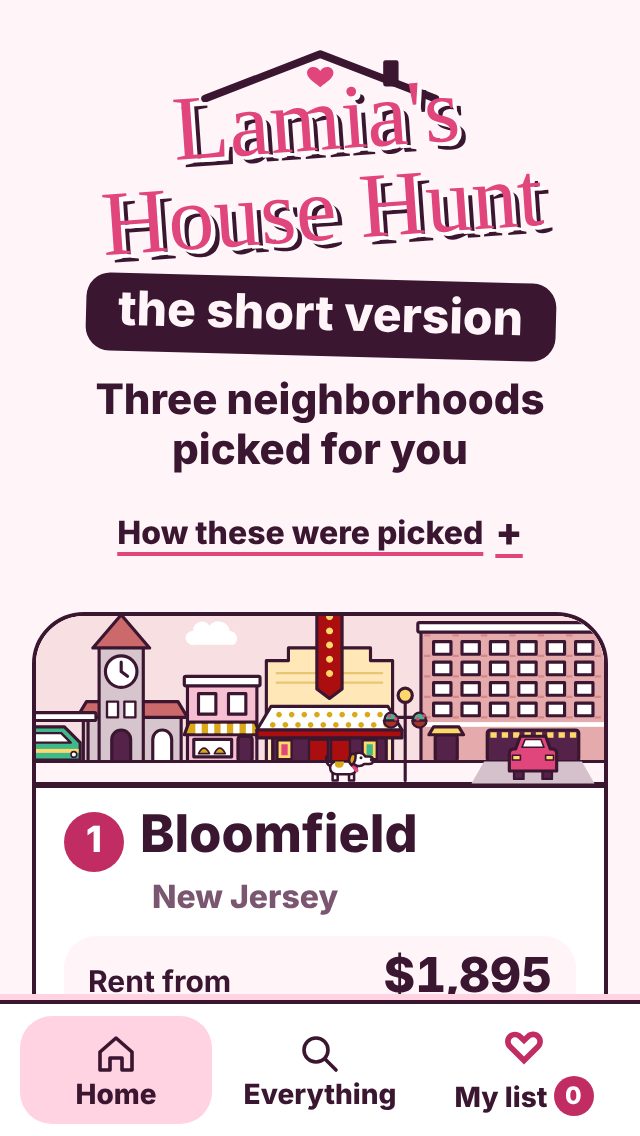 Lamia's
House Hunt
the short version
Three neighborhoods
picked for you
How these were picked +
1 Bloomfield
New Jersey
Rent from $1,895
Home Everything My list 0